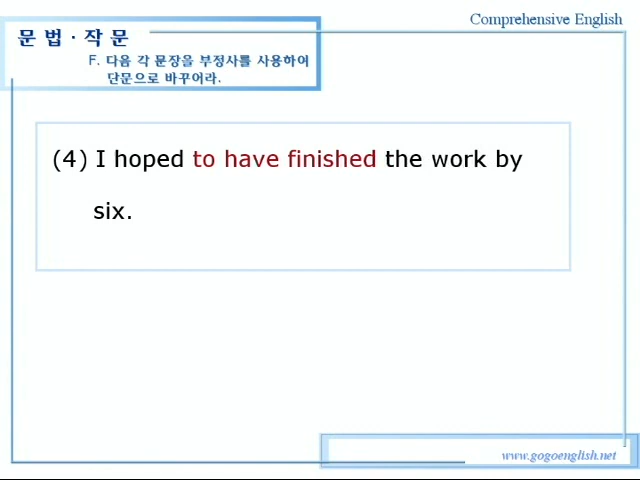 Comprehensive English
문 법 · 작 문
F. 다음 각 문장을 부정사를 사용하여
단문으로 바꾸어라.
(4) I hoped to have finished the work by
six.
www.gogoenglish.net